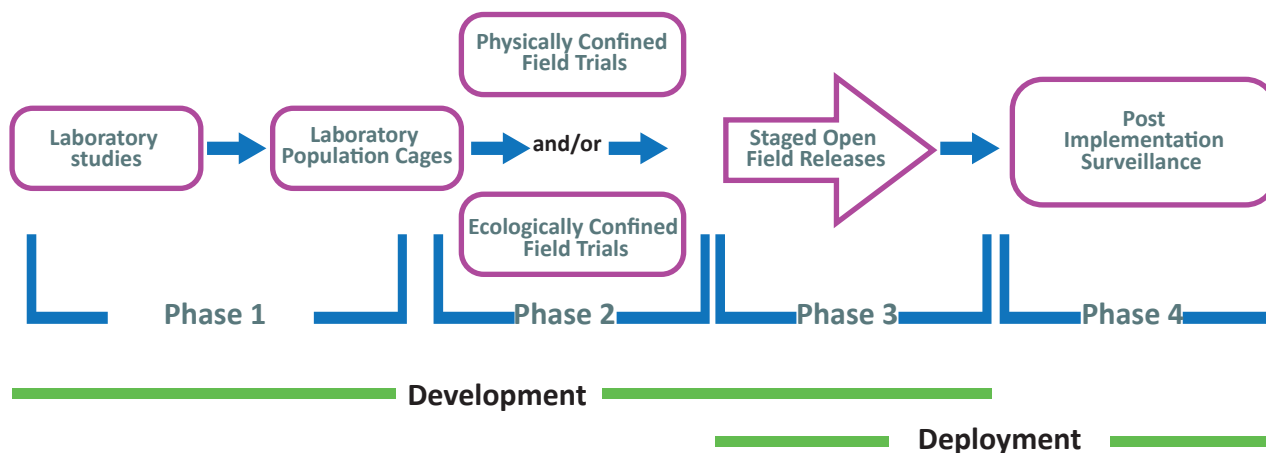 Laboratory
studies
Laboratory
Population Cages
Physically Confined
Field Trials
and/or
Ecologically Confined
Field Trials
Staged Open
Field Releases
Post
Implementation
Surveillance
Phase 1
Phase 2
Phase 3
Phase 4
Development
Deployment